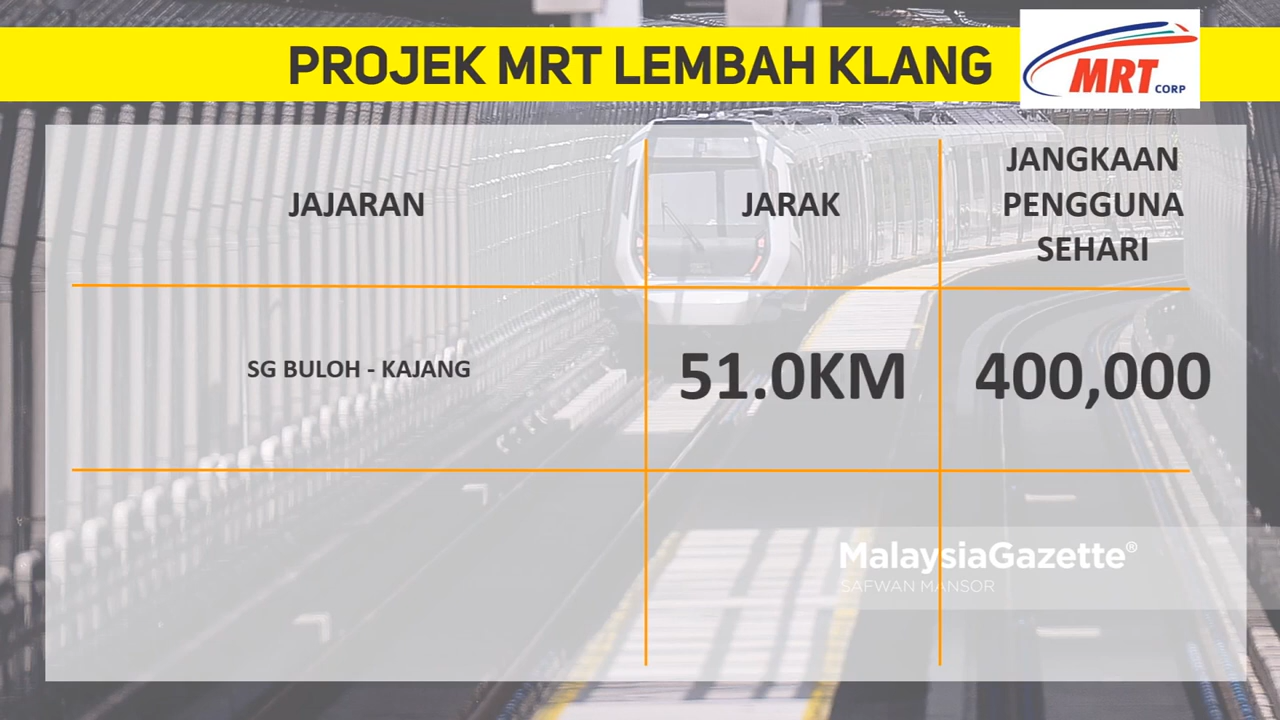 PROJEK MRT LEMBAH KLANG
MRT CORP
JAJARAN
JARAK
JANGKAAN
PENGGUNA
SEHARI
SG BULOH - KAJANG
51.0KM
400,000
MalaysiaGazette®
SAFWAN MANSOR